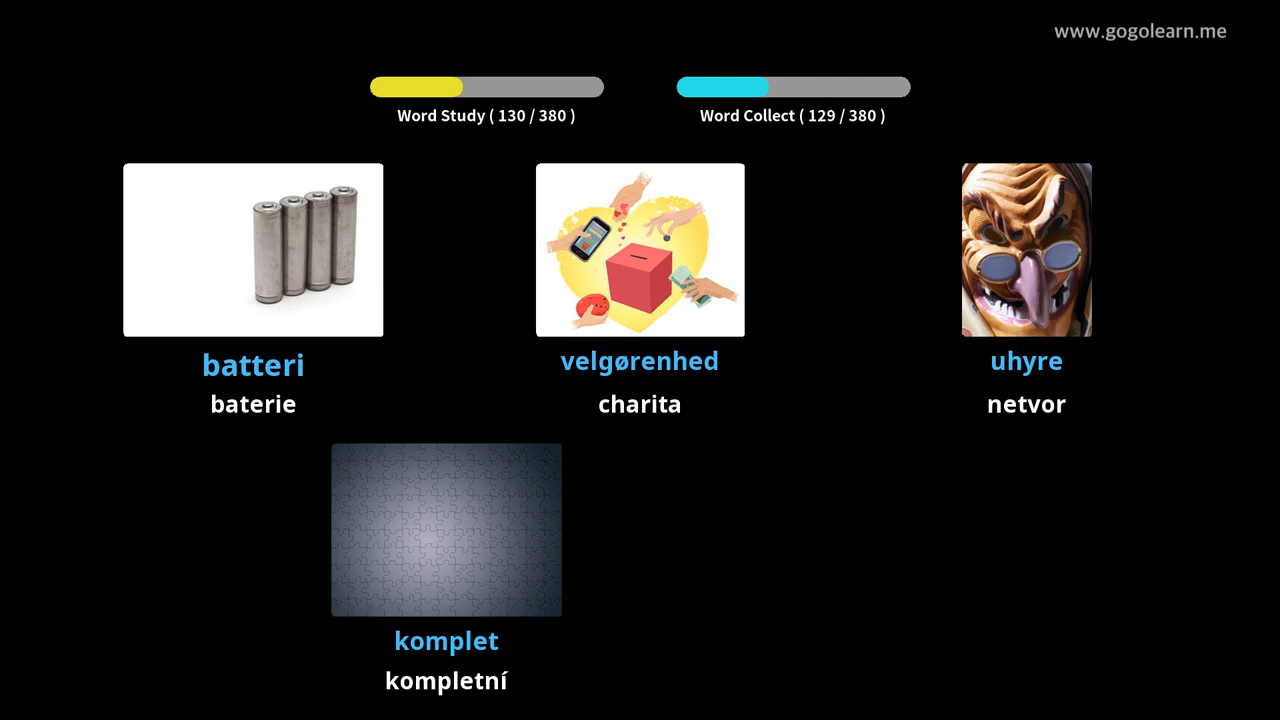 www.gogolearn.me
Word Study ( 130 / 380 )
Word Collect ( 129 / 380 )
batteri
baterie
velgørenhed
charita
uhyre
netvor
komplet
kompletní